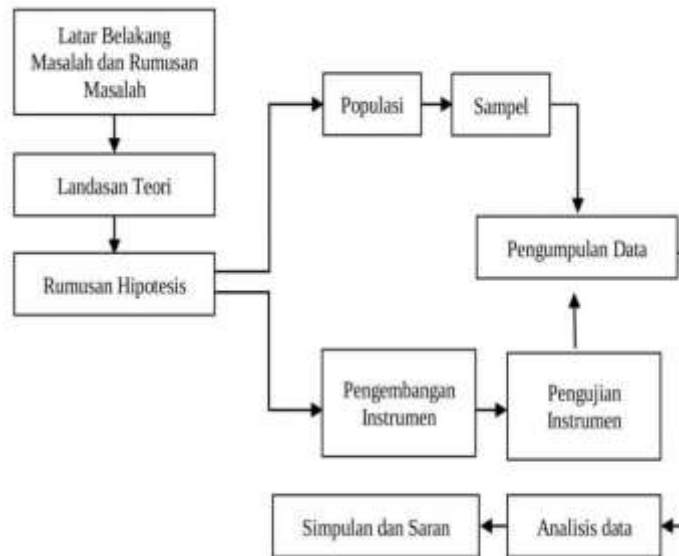 Latar Belakang
Masalah dan Rumusan
Masalah
Populasi
Sampel
Landasan Teori
Pengumpulan Data
Rumusan Hipotesis
Pengembangan
Instrumen
Pengujian
Instrumen
Simpulan dan Saran
Analisis data